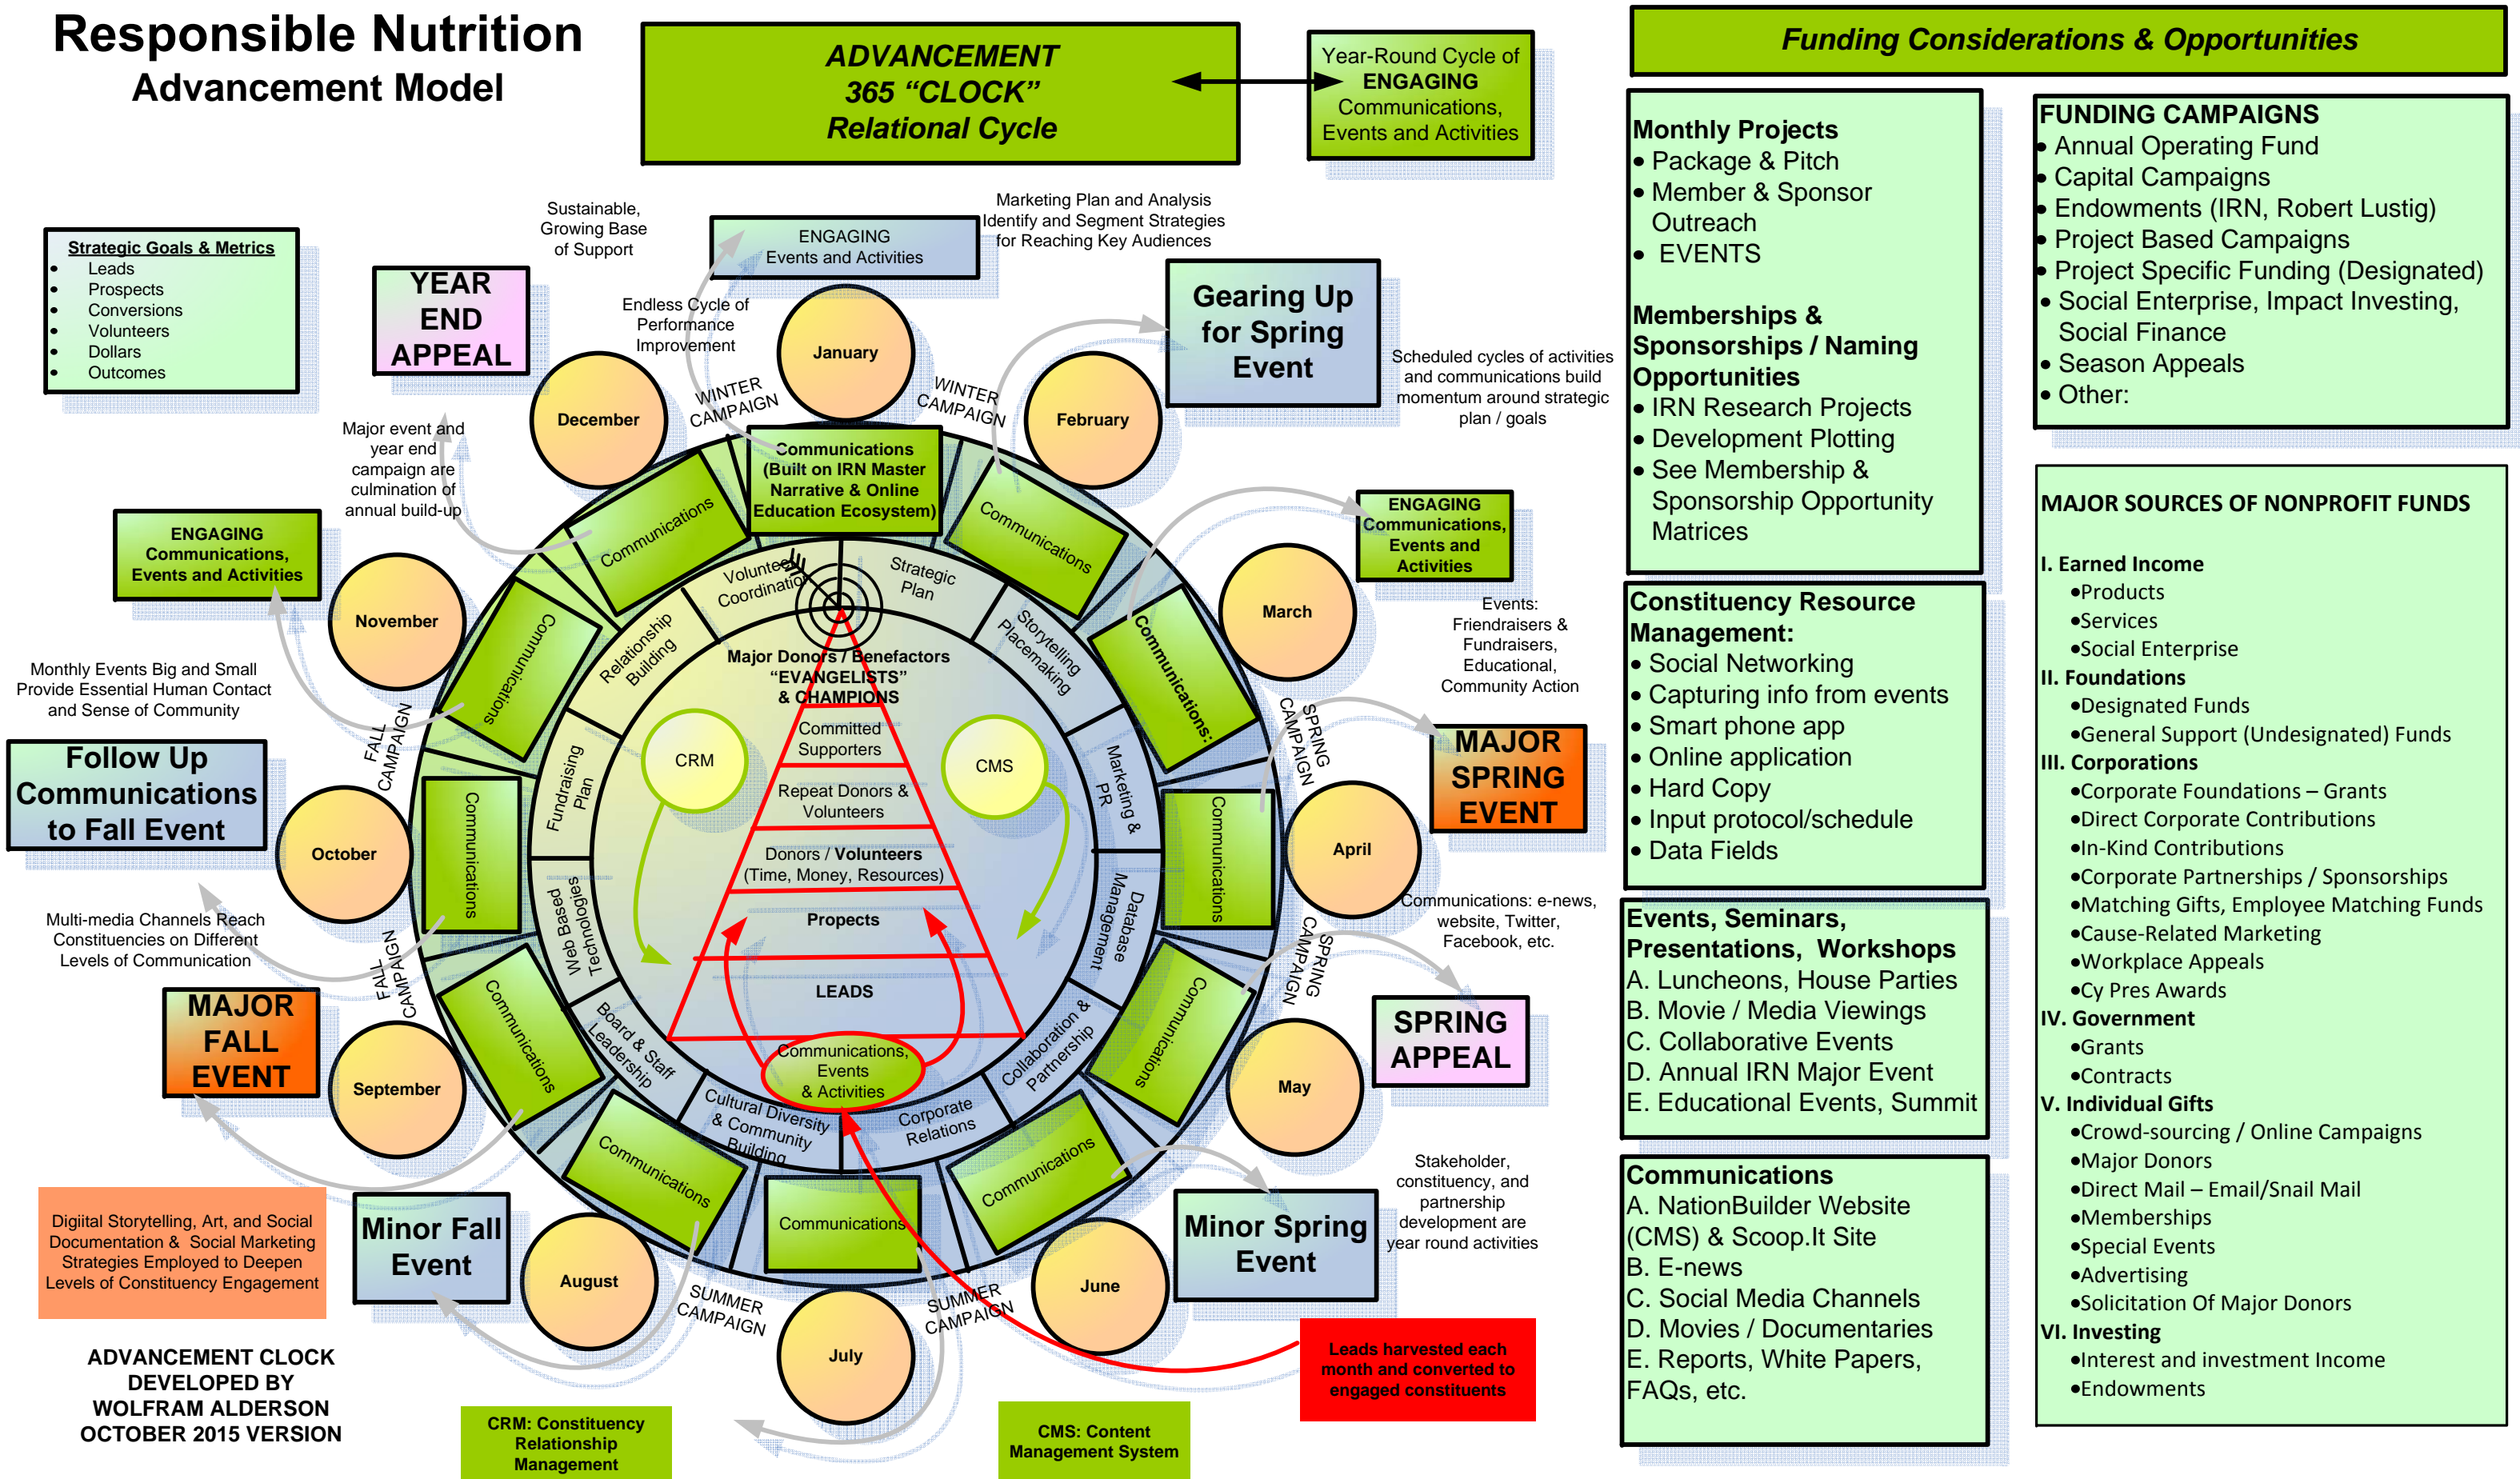 Responsible Nutrition
Advancement Model
ADVANCEMENT
365 “CLOCK”
Relational Cycle
Year-Round Cycle of
ENGAGING
Communications,
Events and Activities
Strategic Goals & Metrics
• Leads
• Prospects
• Conversions
• Volunteers
• Dollars
• Outcomes
YEAR
END
APPEAL
Sustainable,
Growing Base
of Support
Endless Cycle of
Performance
Improvement
ENGAGING
Events and Activities
Marketing Plan and Analysis
Identify and Segment Strategies
for Reaching Key Audiences
Gearing Up
for Spring
Event
Scheduled cycles of activities
and communications build
momentum around strategic
plan / goals
January
February
March
April
May
June
July
August
September
October
November
December
WINTER
CAMPAIGN
WINTER
CAMPAIGN
SPRING
CAMPAIGN
SPRING
CAMPAIGN
SUMMER
CAMPAIGN
SUMMER
CAMPAIGN
FALL
CAMPAIGN
FALL
CAMPAIGN
Major event and
year end
campaign are
culmination of
annual build-up
ENGAGING
Communications,
Events and Activities
Monthly Events Big and Small
Provide Essential Human Contact
and Sense of Community
Follow Up
Communications
to Fall Event
Multi-media Channels Reach
Constituencies on Different
Levels of Communication
MAJOR
FALL
EVENT
Digiital Storytelling, Art, and Social
Documentation & Social Marketing
Strategies Employed to Deepen
Levels of Constituency Engagement
Minor Fall
Event
ADVANCEMENT CLOCK
DEVELOPED BY
WOLFRAM ALDERSON
OCTOBER 2015 VERSION
CRM: Constituency
Relationship
Management
CMS: Content
Management System
Leads harvested each
month and converted to
engaged constituents
Communications
(Built on IRN Master
Narrative & Online
Education Ecosystem)
Communications
Communications:
Communications
Communications
Communications
Communications
Communications
Communications
Communications
Communications
Communications
Strategic
Plan
Storytelling
Placemaking
Marketing &
PR
Database
Management
Collaboration &
Partnership
Corporate
Relations
Cultural Diversity
& Community
Building
Board & Staff
Leadership
Web Based
Technologies
Fundraising
Plan
Relationship
Building
Volunteer
Coordination
Major Donors / Benefactors
“EVANGELISTS”
& CHAMPIONS
Committed
Supporters
Repeat Donors &
Volunteers
Donors / Volunteers
(Time, Money, Resources)
Propects
LEADS
Communications,
Events
& Activities
CRM
CMS
ENGAGING
Communications,
Events and
Activities
Events:
Friendraisers &
Fundraisers,
Educational,
Community Action
MAJOR
SPRING
EVENT
Communications: e-news,
website, Twitter,
Facebook, etc.
SPRING
APPEAL
Stakeholder,
constituency, and
partnership
development are
year round activities
Minor Spring
Event
Funding Considerations & Opportunities
Monthly Projects
• Package & Pitch
• Member & Sponsor
Outreach
• EVENTS
Memberships &
Sponsorships / Naming
Opportunities
• IRN Research Projects
• Development Plotting
• See Membership &
Sponsorship Opportunity
Matrices
Constituency Resource
Management:
• Social Networking
• Capturing info from events
• Smart phone app
• Online application
• Hard Copy
• Input protocol/schedule
• Data Fields
Events, Seminars,
Presentations, Workshops
A. Luncheons, House Parties
B. Movie / Media Viewings
C. Collaborative Events
D. Annual IRN Major Event
E. Educational Events, Summit
Communications
A. NationBuilder Website
(CMS) & Scoop.It Site
B. E-news
C. Social Media Channels
D. Movies / Documentaries
E. Reports, White Papers,
FAQs, etc.
FUNDING CAMPAIGNS
• Annual Operating Fund
• Capital Campaigns
• Endowments (IRN, Robert Lustig)
• Project Based Campaigns
• Project Specific Funding (Designated)
• Social Enterprise, Impact Investing,
Social Finance
• Season Appeals
• Other:
MAJOR SOURCES OF NONPROFIT FUNDS
I. Earned Income
•Products
•Services
•Social Enterprise
II. Foundations
•Designated Funds
•General Support (Undesignated) Funds
III. Corporations
•Corporate Foundations – Grants
•Direct Corporate Contributions
•In-Kind Contributions
•Corporate Partnerships / Sponsorships
•Matching Gifts, Employee Matching Funds
•Cause-Related Marketing
•Workplace Appeals
•Cy Pres Awards
IV. Government
•Grants
•Contracts
V. Individual Gifts
•Crowd-sourcing / Online Campaigns
•Major Donors
•Direct Mail – Email/Snail Mail
•Memberships
•Special Events
•Advertising
•Solicitation Of Major Donors
VI. Investing
•Interest and investment Income
•Endowments